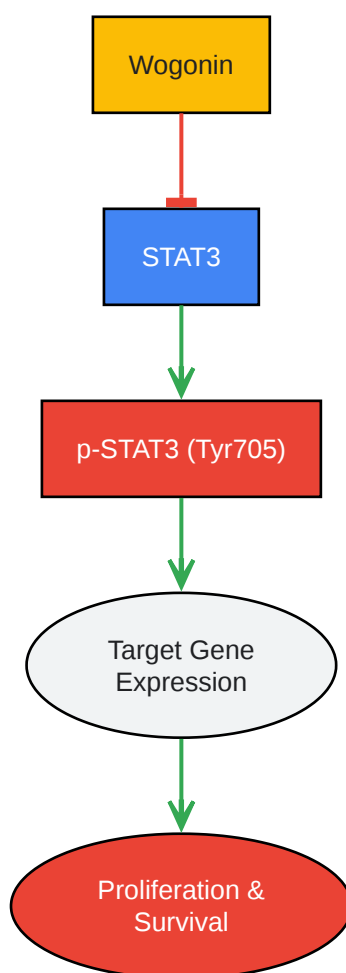 Wogonin
STAT3
p-STAT3 (Tyr705)
Target Gene
Expression
Proliferation &
Survival